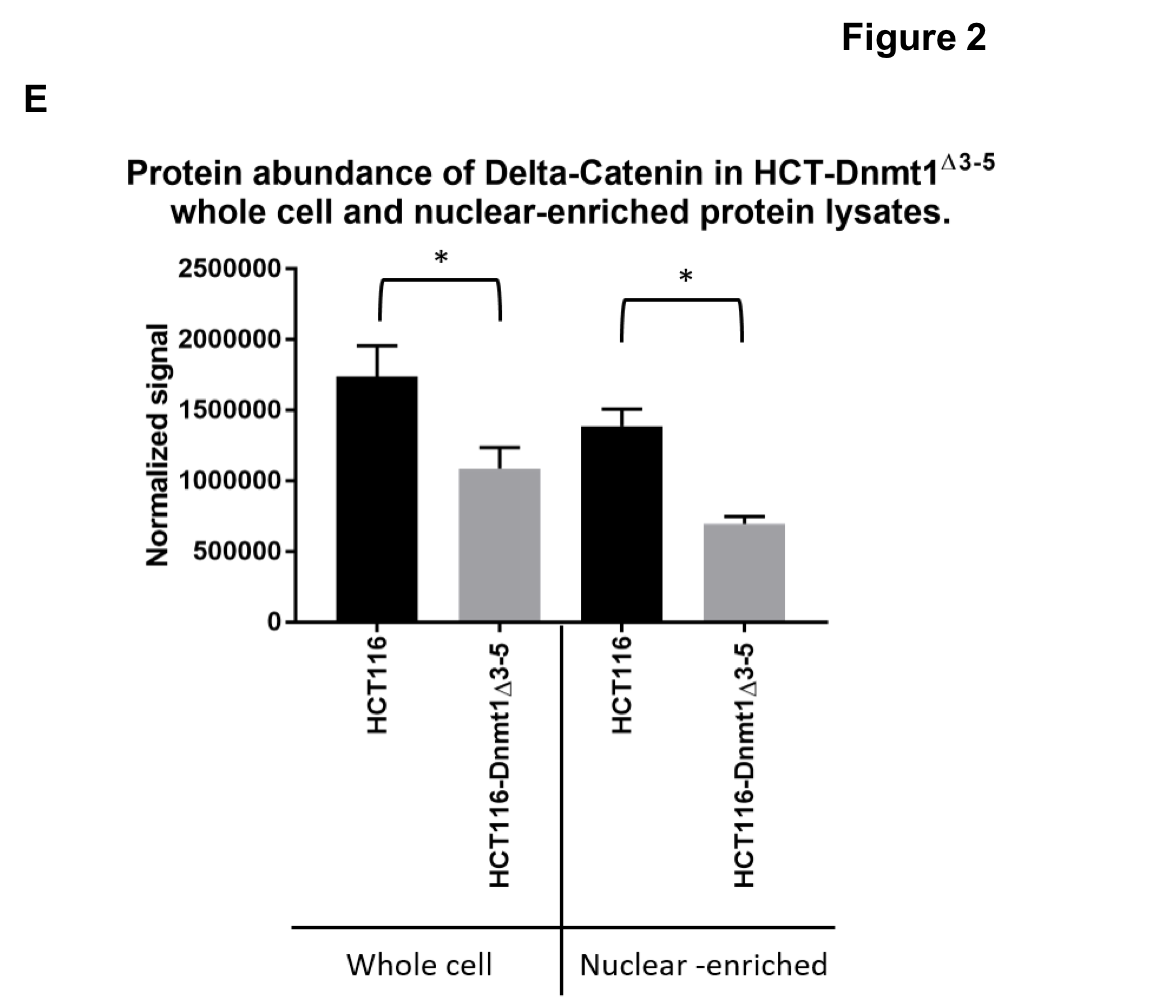 Figure 2
E
Protein abundance of Delta-Catenin in HCT-Dnmt1Δ3-5
whole cell and nuclear-enriched protein lysates.
*
*
Normalized signal
2500000
2000000
1500000
1000000
500000
0
HCT116
HCT116-Dnmt1Δ3-5
HCT116
HCT116-Dnmt1Δ3-5
Whole cell
Nuclear -enriched